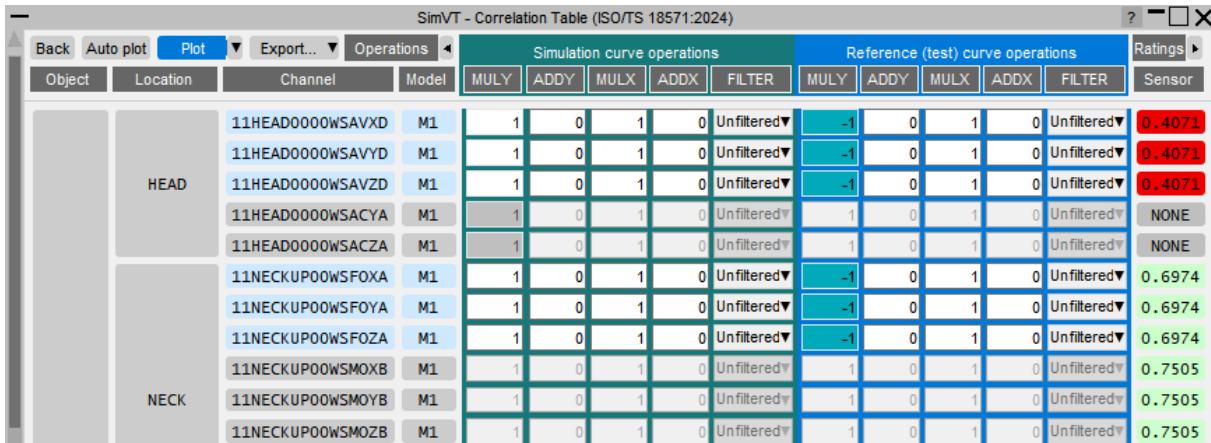 SimVT - Correlation Table (ISO/TS 18571:2024) ?
Back Auto plot Plot ▼ Export... ▼ Operations ◄ Simulation curve operations Reference (test) curve operations Ratings ►
Object Location Channel Model MULY ADDY MULX ADDX FILTER MULY ADDY MULX ADDX FILTER Sensor
11HEAD0000WSAVXD M1 1 0 1 0 Unfiltered▼ -1 0 1 0 Unfiltered▼ 0.4071
11HEAD0000WSAVYD M1 1 0 1 0 Unfiltered▼ -1 0 1 0 Unfiltered▼ 0.4071
HEAD 11HEAD0000WSAVZD M1 1 0 1 0 Unfiltered▼ -1 0 1 0 Unfiltered▼ 0.4071
11HEAD0000WSACYA M1 1 0 1 0 Unfiltered▼ 1 0 1 0 Unfiltered▼ NONE
11HEAD0000WSACZA M1 1 0 1 0 Unfiltered▼ 1 0 1 0 Unfiltered▼ NONE
11NECKUP00WSFOXA M1 1 0 1 0 Unfiltered▼ -1 0 1 0 Unfiltered▼ 0.6974
11NECKUP00WSFOYA M1 1 0 1 0 Unfiltered▼ -1 0 1 0 Unfiltered▼ 0.6974
11NECKUP00WSFOZA M1 1 0 1 0 Unfiltered▼ -1 0 1 0 Unfiltered▼ 0.6974
11NECKUP00WSMOXB M1 1 0 1 0 Unfiltered▼ 1 0 1 0 Unfiltered▼ 0.7505
NECK 11NECKUP00WSMOYB M1 1 0 1 0 Unfiltered▼ 1 0 1 0 Unfiltered▼ 0.7505
11NECKUP00WSMOZB M1 1 0 1 0 Unfiltered▼ 1 0 1 0 Unfiltered▼ 0.7505